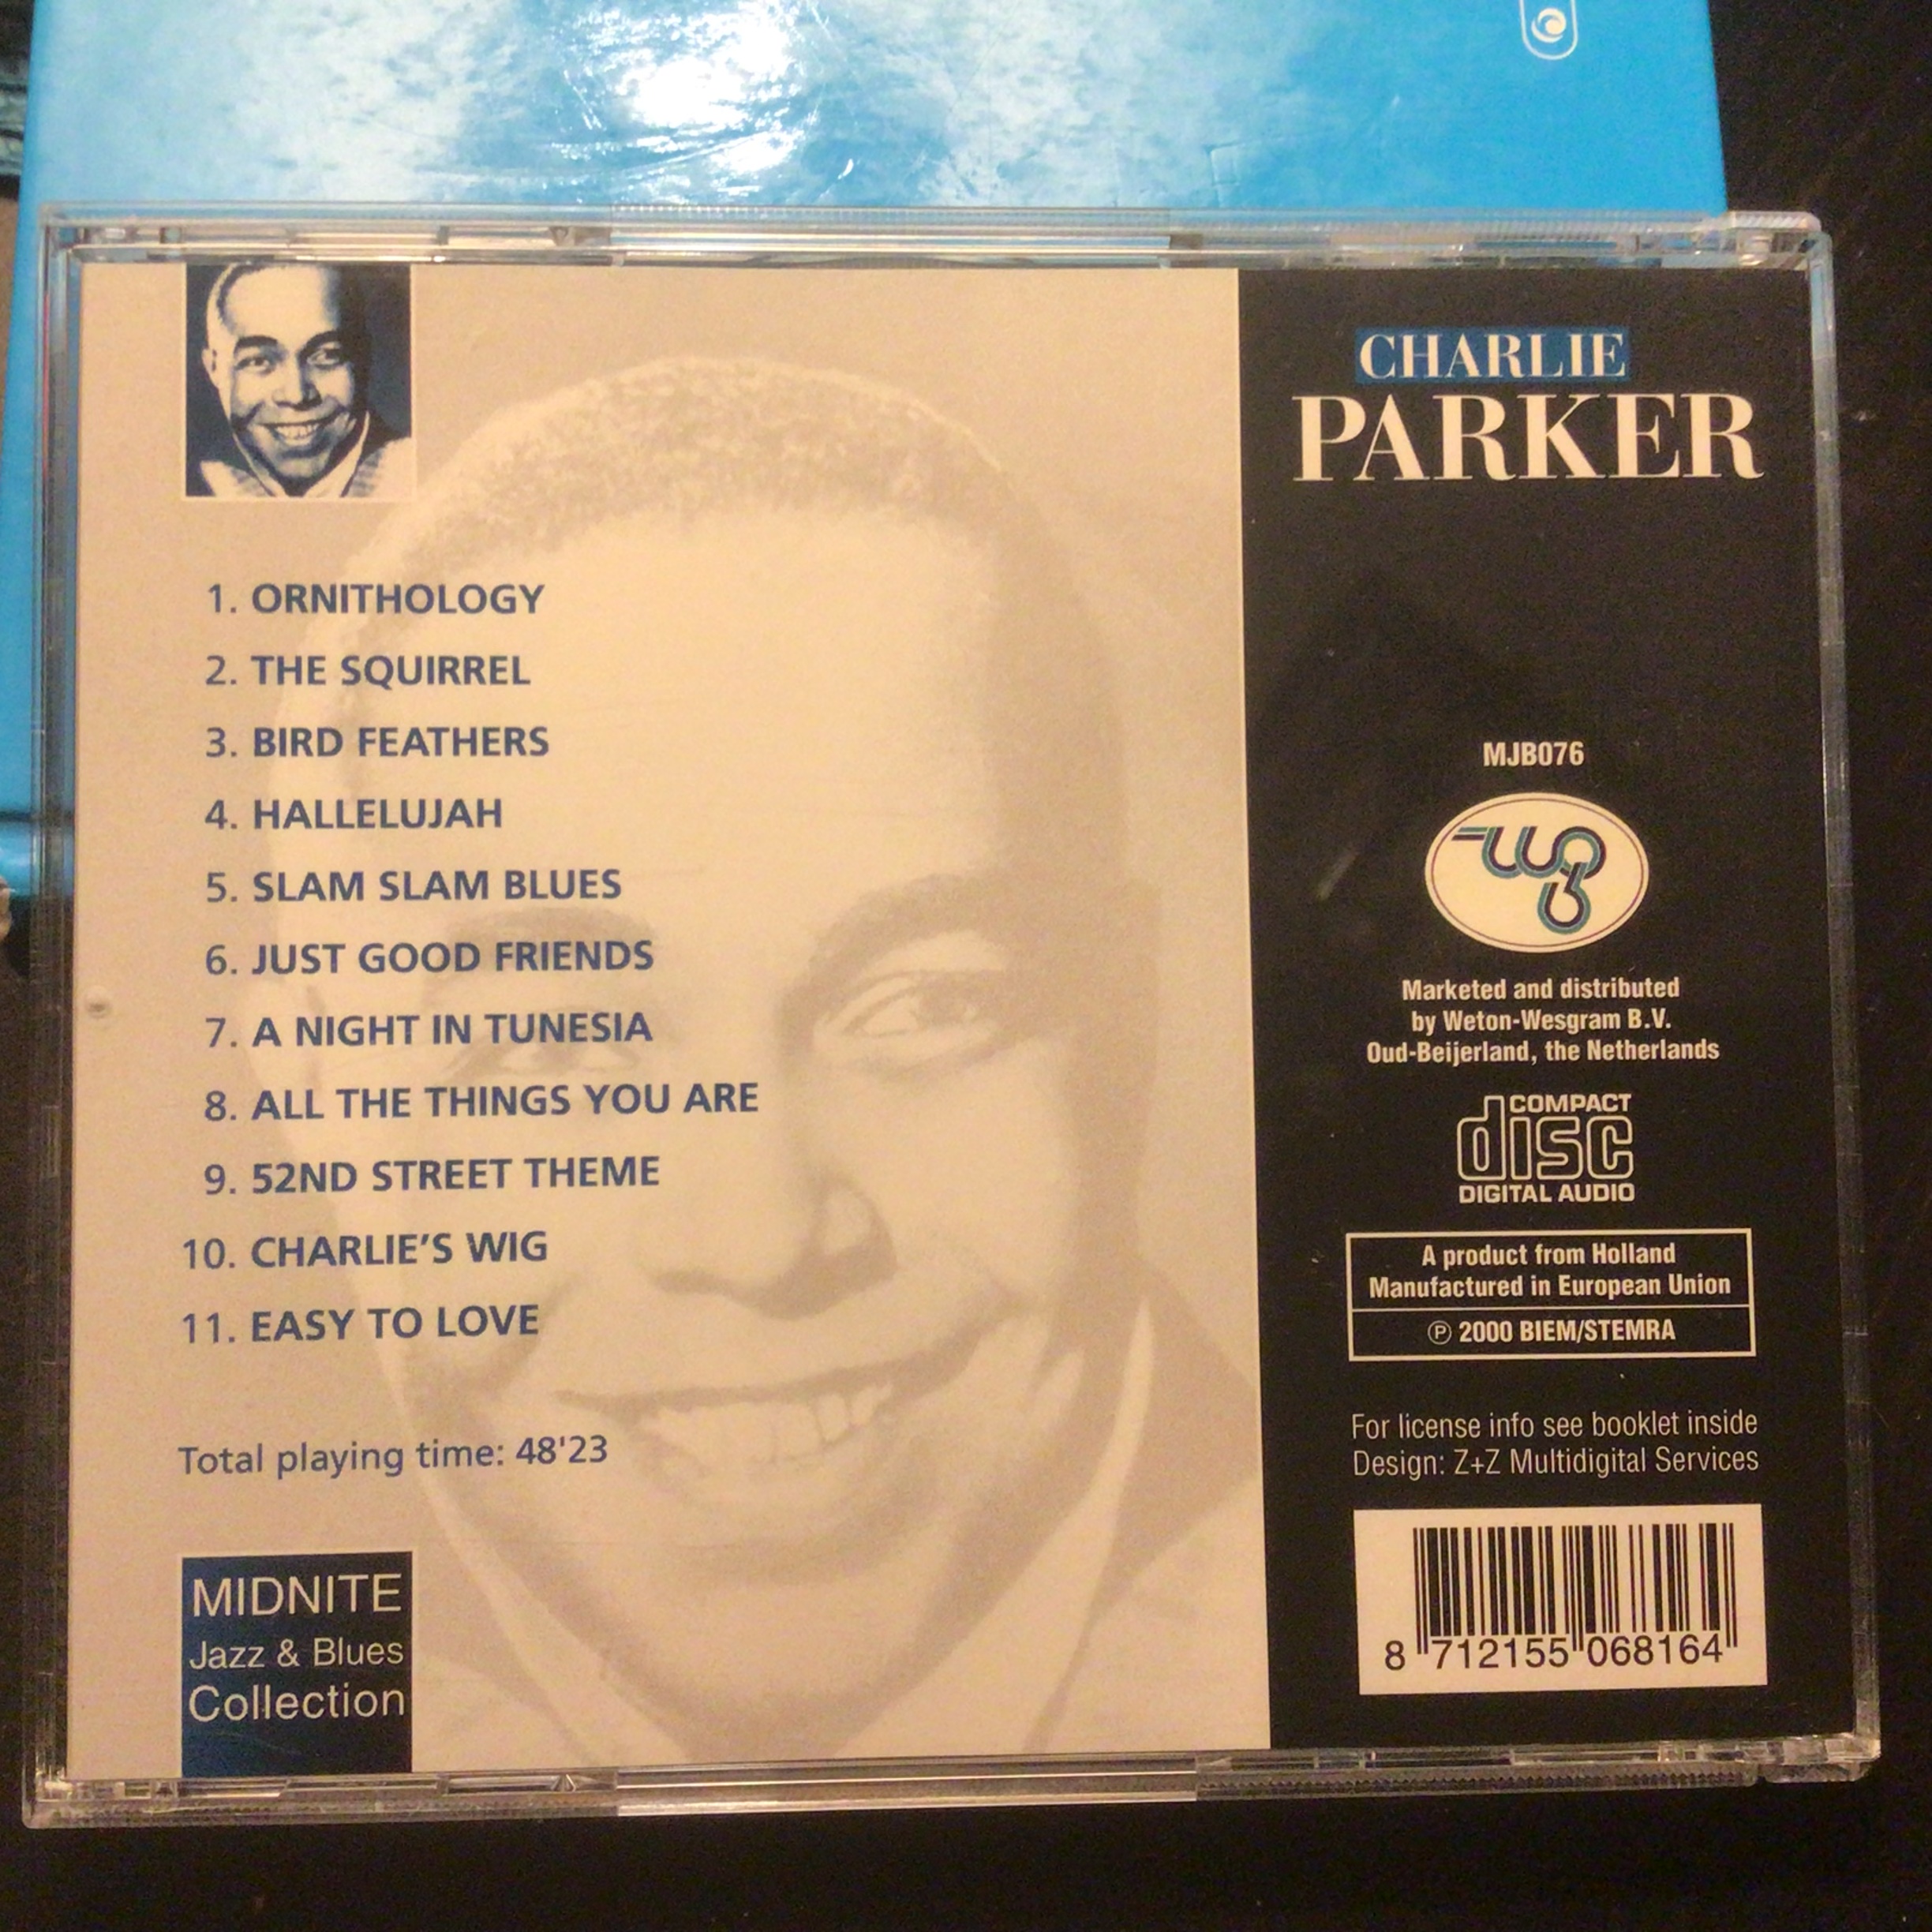 1. ORNITHOLOGY
2. THE SQUIRREL
3. BIRD FEATHERS
4. HALLELUJAH
5. SLAM SLAM BLUES
6. JUST GOOD FRIENDS
7. A NIGHT IN TUNESIA
8. ALL THE THINGS YOU ARE
9. 52ND STREET THEME
10. CHARLIE'S WIG
11. EASY TO LOVE
Total playing time: 48'23
MIDNITE
Jazz & Blues
Collection
CHARLIE
PARKER
MJB076
Marketed and distributed
by Weton-Wesgram B.V.
Oud-Beijerland, the Netherlands
COMPACT
disc
DIGITAL AUDIO
A product from Holland
Manufactured in European Union
℗ 2000 BIEM/STEMRA
For license info see booklet inside
Design: Z+Z Multidigital Services
8 712155 068164